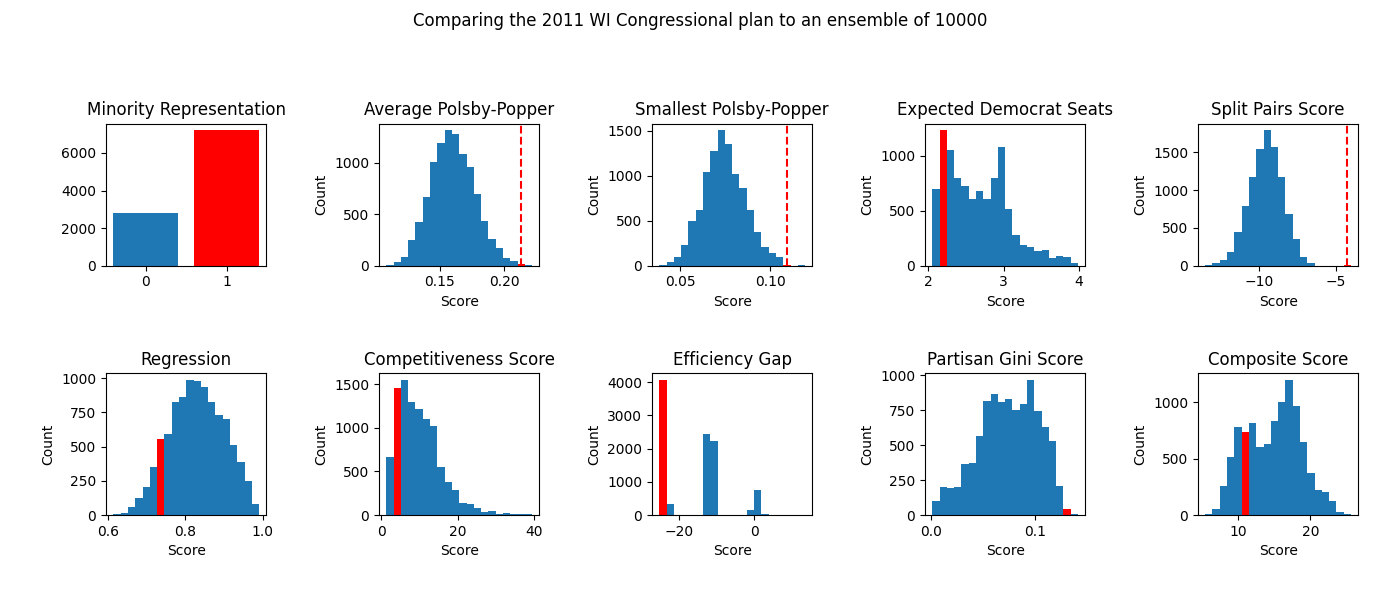 Comparing the 2011 WI Congressional plan to an ensemble of 10000
Minority Representation
6000
4000
2000
0
0 1
Average Polsby-Popper
Count
1000
500
0
0.15 0.20
Score
Smallest Polsby-Popper
Count
1500
1000
500
0
0.05 0.10
Score
Expected Democrat Seats
Count
1000
500
0
2 3 4
Score
Split Pairs Score
Count
1500
1000
500
0
−10 −5
Score
Regression
Count
1000
750
500
250
0
0.6 0.8 1.0
Score
Competitiveness Score
Count
1500
1000
500
0
0 20 40
Score
Efficiency Gap
Count
4000
3000
2000
1000
0
−20 0
Score
Partisan Gini Score
Count
1000
750
500
250
0
0.0 0.1
Score
Composite Score
Count
1000
500
0
10 20
Score